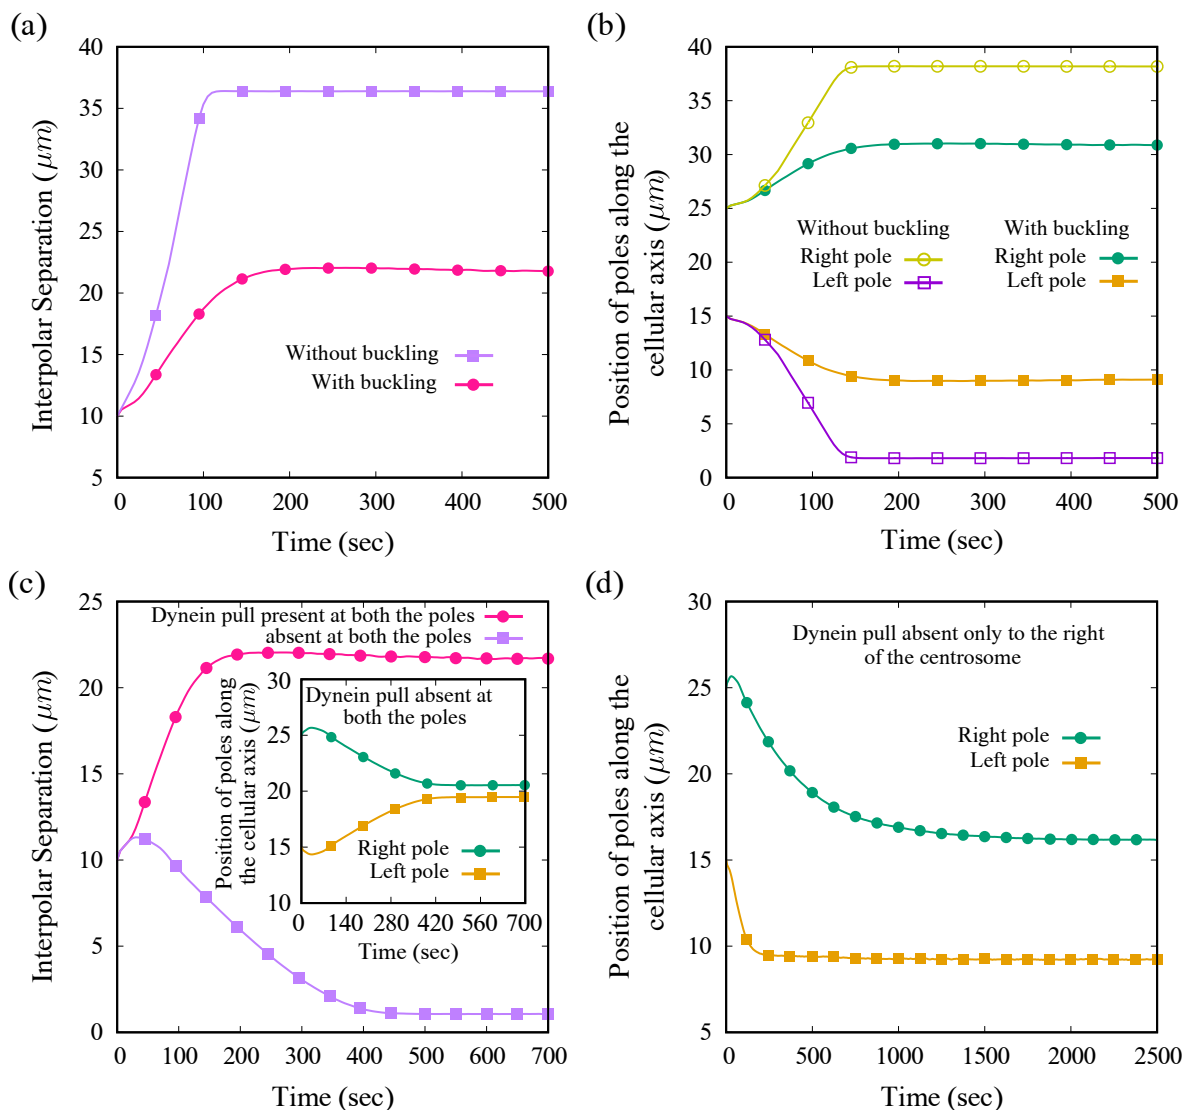 (a)
40
35
30
25
20
15
10
5
Interpolar Separation (μm)
Without buckling
With buckling
0 100 200 300 400 500
Time (sec)
(b)
40
35
30
25
20
15
10
5
0
Position of poles along the
cellular axis (μm)
Without buckling With buckling
Right pole Right pole
Left pole Left pole
0 100 200 300 400 500
Time (sec)
(c)
25
20
15
10
5
0
Interpolar Separation (μm)
Dynein pull present at both the poles
absent at both the poles
30
25
20
15
10
Position of poles along
the cellular axis (μm)
Dynein pull absent at
both the poles
Right pole
Left pole
0 140 280 420 560 700
Time (sec)
0 100 200 300 400 500 600 700
Time (sec)
(d)
30
25
20
15
10
5
Position of poles along the
cellular axis (μm)
Dynein pull absent only to the right
of the centrosome
Right pole
Left pole
0 500 1000 1500 2000 2500
Time (sec)